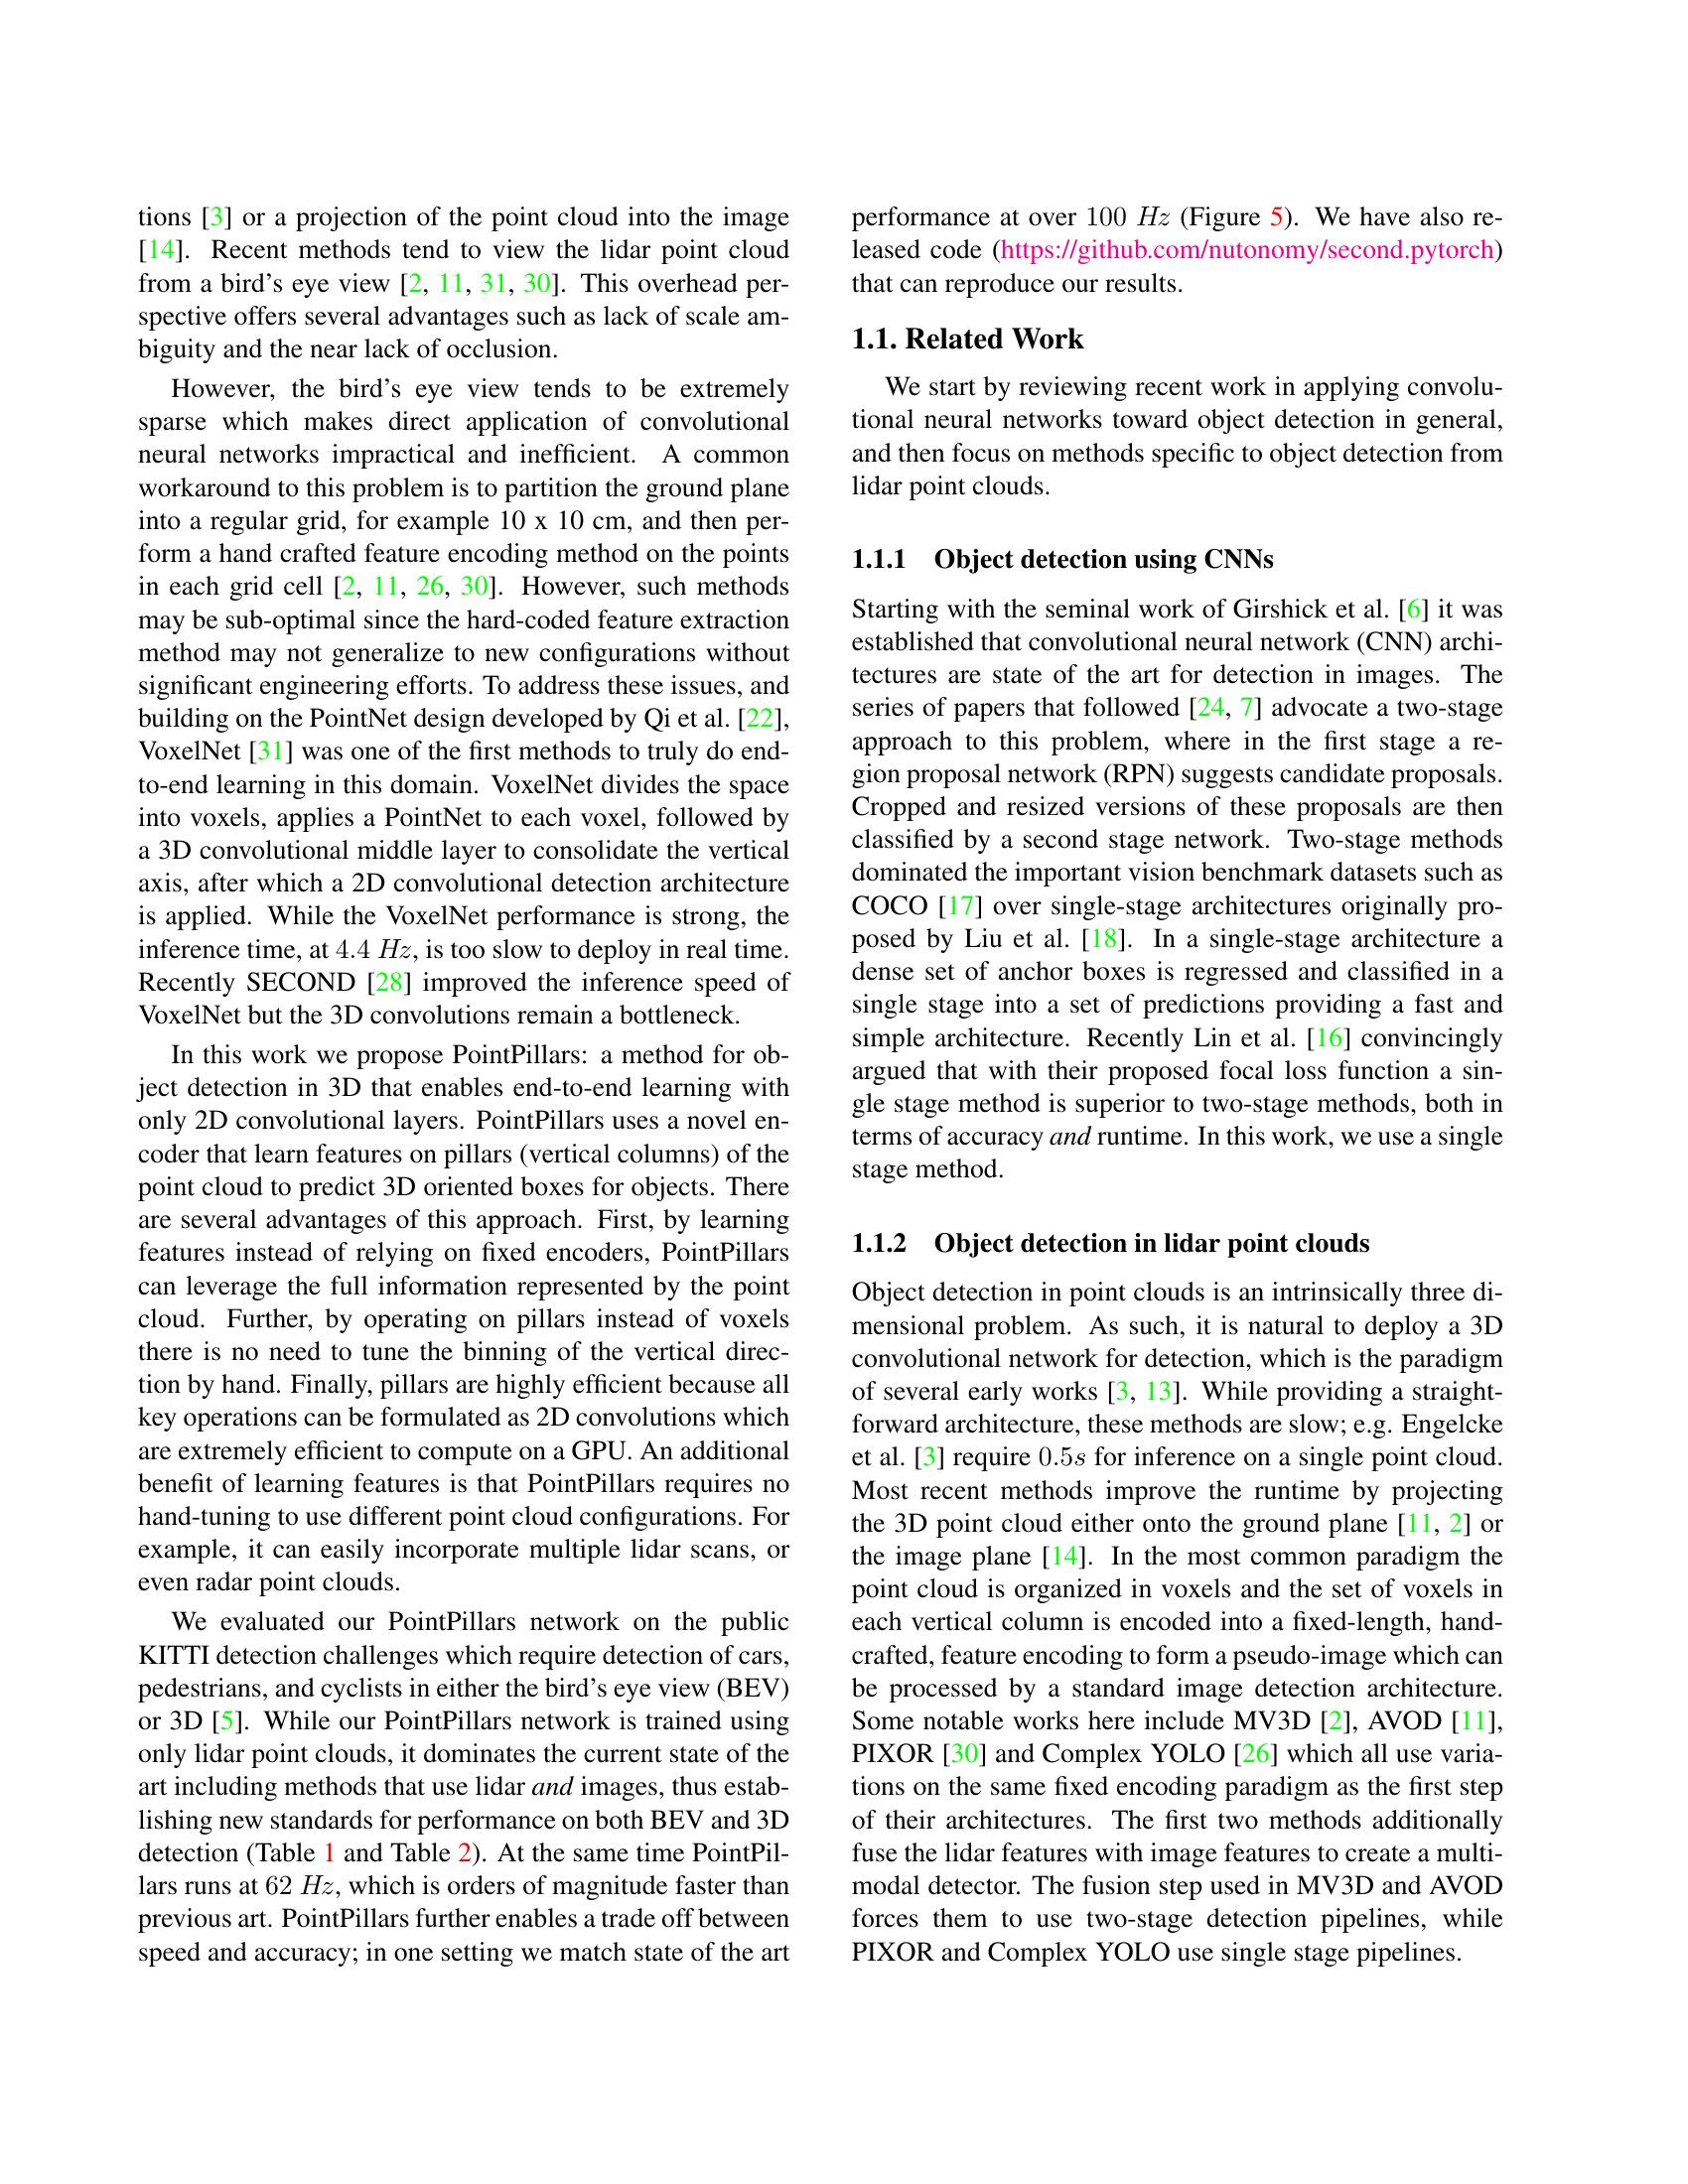 tions [3] or a projection of the point cloud into the image
[14]. Recent methods tend to view the lidar point cloud
from a bird's eye view [2, 11, 31, 30]. This overhead per-
spective offers several advantages such as lack of scale am-
biguity and the near lack of occlusion.
However, the bird's eye view tends to be extremely
sparse which makes direct application of convolutional
neural networks impractical and inefficient. A common
workaround to this problem is to partition the ground plane
into a regular grid, for example 10 x 10 cm, and then per-
form a hand crafted feature encoding method on the points
in each grid cell [2, 11, 26, 30]. However, such methods
may be sub-optimal since the hard-coded feature extraction
method may not generalize to new configurations without
significant engineering efforts. To address these issues, and
building on the PointNet design developed by Qi et al. [22],
VoxelNet [31] was one of the first methods to truly do end-
to-end learning in this domain. VoxelNet divides the space
into voxels, applies a PointNet to each voxel, followed by
a 3D convolutional middle layer to consolidate the vertical
axis, after which a 2D convolutional detection architecture
is applied. While the VoxelNet performance is strong, the
inference time, at 4.4 Hz, is too slow to deploy in real time.
Recently SECOND [28] improved the inference speed of
VoxelNet but the 3D convolutions remain a bottleneck.
In this work we propose PointPillars: a method for ob-
ject detection in 3D that enables end-to-end learning with
only 2D convolutional layers. PointPillars uses a novel en-
coder that learn features on pillars (vertical columns) of the
point cloud to predict 3D oriented boxes for objects. There
are several advantages of this approach. First, by learning
features instead of relying on fixed encoders, PointPillars
can leverage the full information represented by the point
cloud. Further, by operating on pillars instead of voxels
there is no need to tune the binning of the vertical direc-
tion by hand. Finally, pillars are highly efficient because all
key operations can be formulated as 2D convolutions which
are extremely efficient to compute on a GPU. An additional
benefit of learning features is that PointPillars requires no
hand-tuning to use different point cloud configurations. For
example, it can easily incorporate multiple lidar scans, or
even radar point clouds.
We evaluated our PointPillars network on the public
KITTI detection challenges which require detection of cars,
pedestrians, and cyclists in either the bird's eye view (BEV)
or 3D [5]. While our PointPillars network is trained using
only lidar point clouds, it dominates the current state of the
art including methods that use lidar and images, thus estab-
lishing new standards for performance on both BEV and 3D
detection (Table 1 and Table 2). At the same time PointPil-
lars runs at 62 Hz, which is orders of magnitude faster than
previous art. PointPillars further enables a trade off between
speed and accuracy; in one setting we match state of the art
performance at over 100 Hz (Figure 5). We have also re-
leased code (https://github.com/nutonomy/second.pytorch)
that can reproduce our results.
1.1. Related Work
We start by reviewing recent work in applying convolu-
tional neural networks toward object detection in general,
and then focus on methods specific to object detection from
lidar point clouds.
1.1.1 Object detection using CNNs
Starting with the seminal work of Girshick et al. [6] it was
established that convolutional neural network (CNN) archi-
tectures are state of the art for detection in images. The
series of papers that followed [24, 7] advocate a two-stage
approach to this problem, where in the first stage a re-
gion proposal network (RPN) suggests candidate proposals.
Cropped and resized versions of these proposals are then
classified by a second stage network. Two-stage methods
dominated the important vision benchmark datasets such as
COCO [17] over single-stage architectures originally pro-
posed by Liu et al. [18]. In a single-stage architecture a
dense set of anchor boxes is regressed and classified in a
single stage into a set of predictions providing a fast and
simple architecture. Recently Lin et al. [16] convincingly
argued that with their proposed focal loss function a sin-
gle stage method is superior to two-stage methods, both in
terms of accuracy and runtime. In this work, we use a single
stage method.
1.1.2 Object detection in lidar point clouds
Object detection in point clouds is an intrinsically three di-
mensional problem. As such, it is natural to deploy a 3D
convolutional network for detection, which is the paradigm
of several early works [3, 13]. While providing a straight-
forward architecture, these methods are slow; e.g. Engelcke
et al. [3] require 0.5s for inference on a single point cloud.
Most recent methods improve the runtime by projecting
the 3D point cloud either onto the ground plane [11, 2] or
the image plane [14]. In the most common paradigm the
point cloud is organized in voxels and the set of voxels in
each vertical column is encoded into a fixed-length, hand-
crafted, feature encoding to form a pseudo-image which can
be processed by a standard image detection architecture.
Some notable works here include MV3D [2], AVOD [11],
PIXOR [30] and Complex YOLO [26] which all use varia-
tions on the same fixed encoding paradigm as the first step
of their architectures. The first two methods additionally
fuse the lidar features with image features to create a multi-
modal detector. The fusion step used in MV3D and AVOD
forces them to use two-stage detection pipelines, while
PIXOR and Complex YOLO use single stage pipelines.